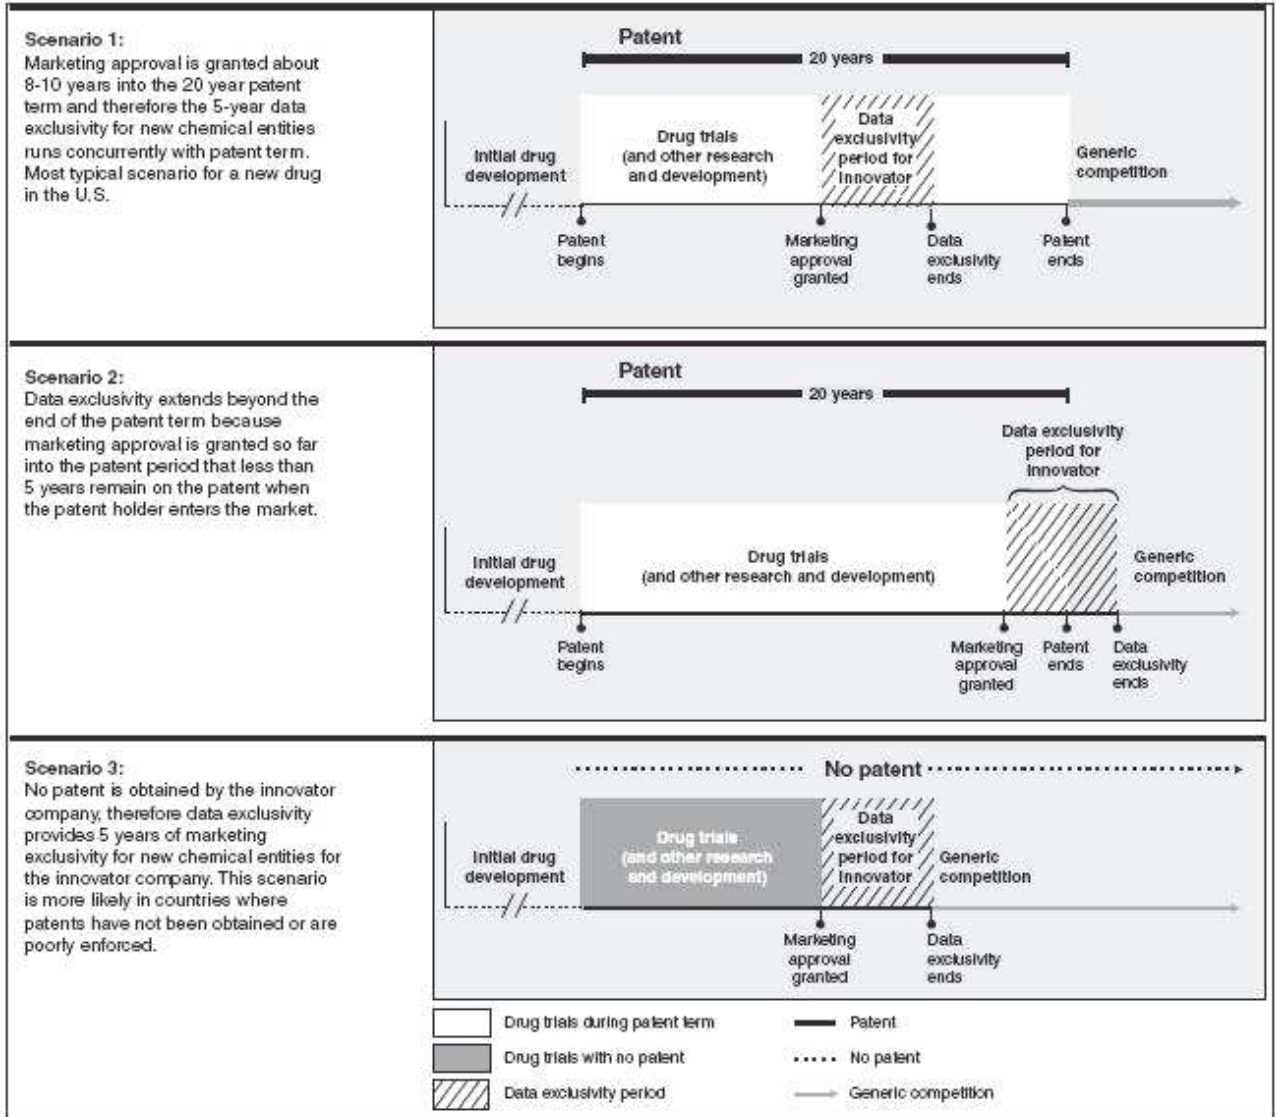 Scenario 1:
Marketing approval is granted about
8-10 years into the 20 year patent
term and therefore the 5-year data
exclusivity for new chemical entities
runs concurrently with patent term.
Most typical scenario for a new drug
in the U.S.
Patent
20 years
Initial drug
development
Drug trials
(and other research
and development)
Data
exclusivity
period for
innovator
Generic
competition
Patent
begins
Marketing
approval
granted
Data
exclusivity
ends
Patent
ends
Scenario 2:
Data exclusivity extends beyond the
end of the patent term because
marketing approval is granted so far
into the patent period that less than
5 years remain on the patent when
the patent holder enters the market.
Patent
20 years
Data exclusivity
period for
innovator
Initial drug
development
Drug trials
(and other research and development)
Generic
competition
Patent
begins
Marketing
approval
granted
Patent
ends
Data
exclusivity
ends
Scenario 3:
No patent is obtained by the innovator
company, therefore data exclusivity
provides 5 years of marketing
exclusivity for new chemical entities for
the innovator company. This scenario
is more likely in countries where
patents have not been obtained or are
poorly enforced.
No patent
Initial drug
development
Drug trials
(and other research
and development)
Data
exclusivity
period for
innovator
Generic
competition
Marketing
approval
granted
Data
exclusivity
ends
Drug trials during patent term
Patent
Drug trials with no patent
No patent
Data exclusivity period
Generic competition